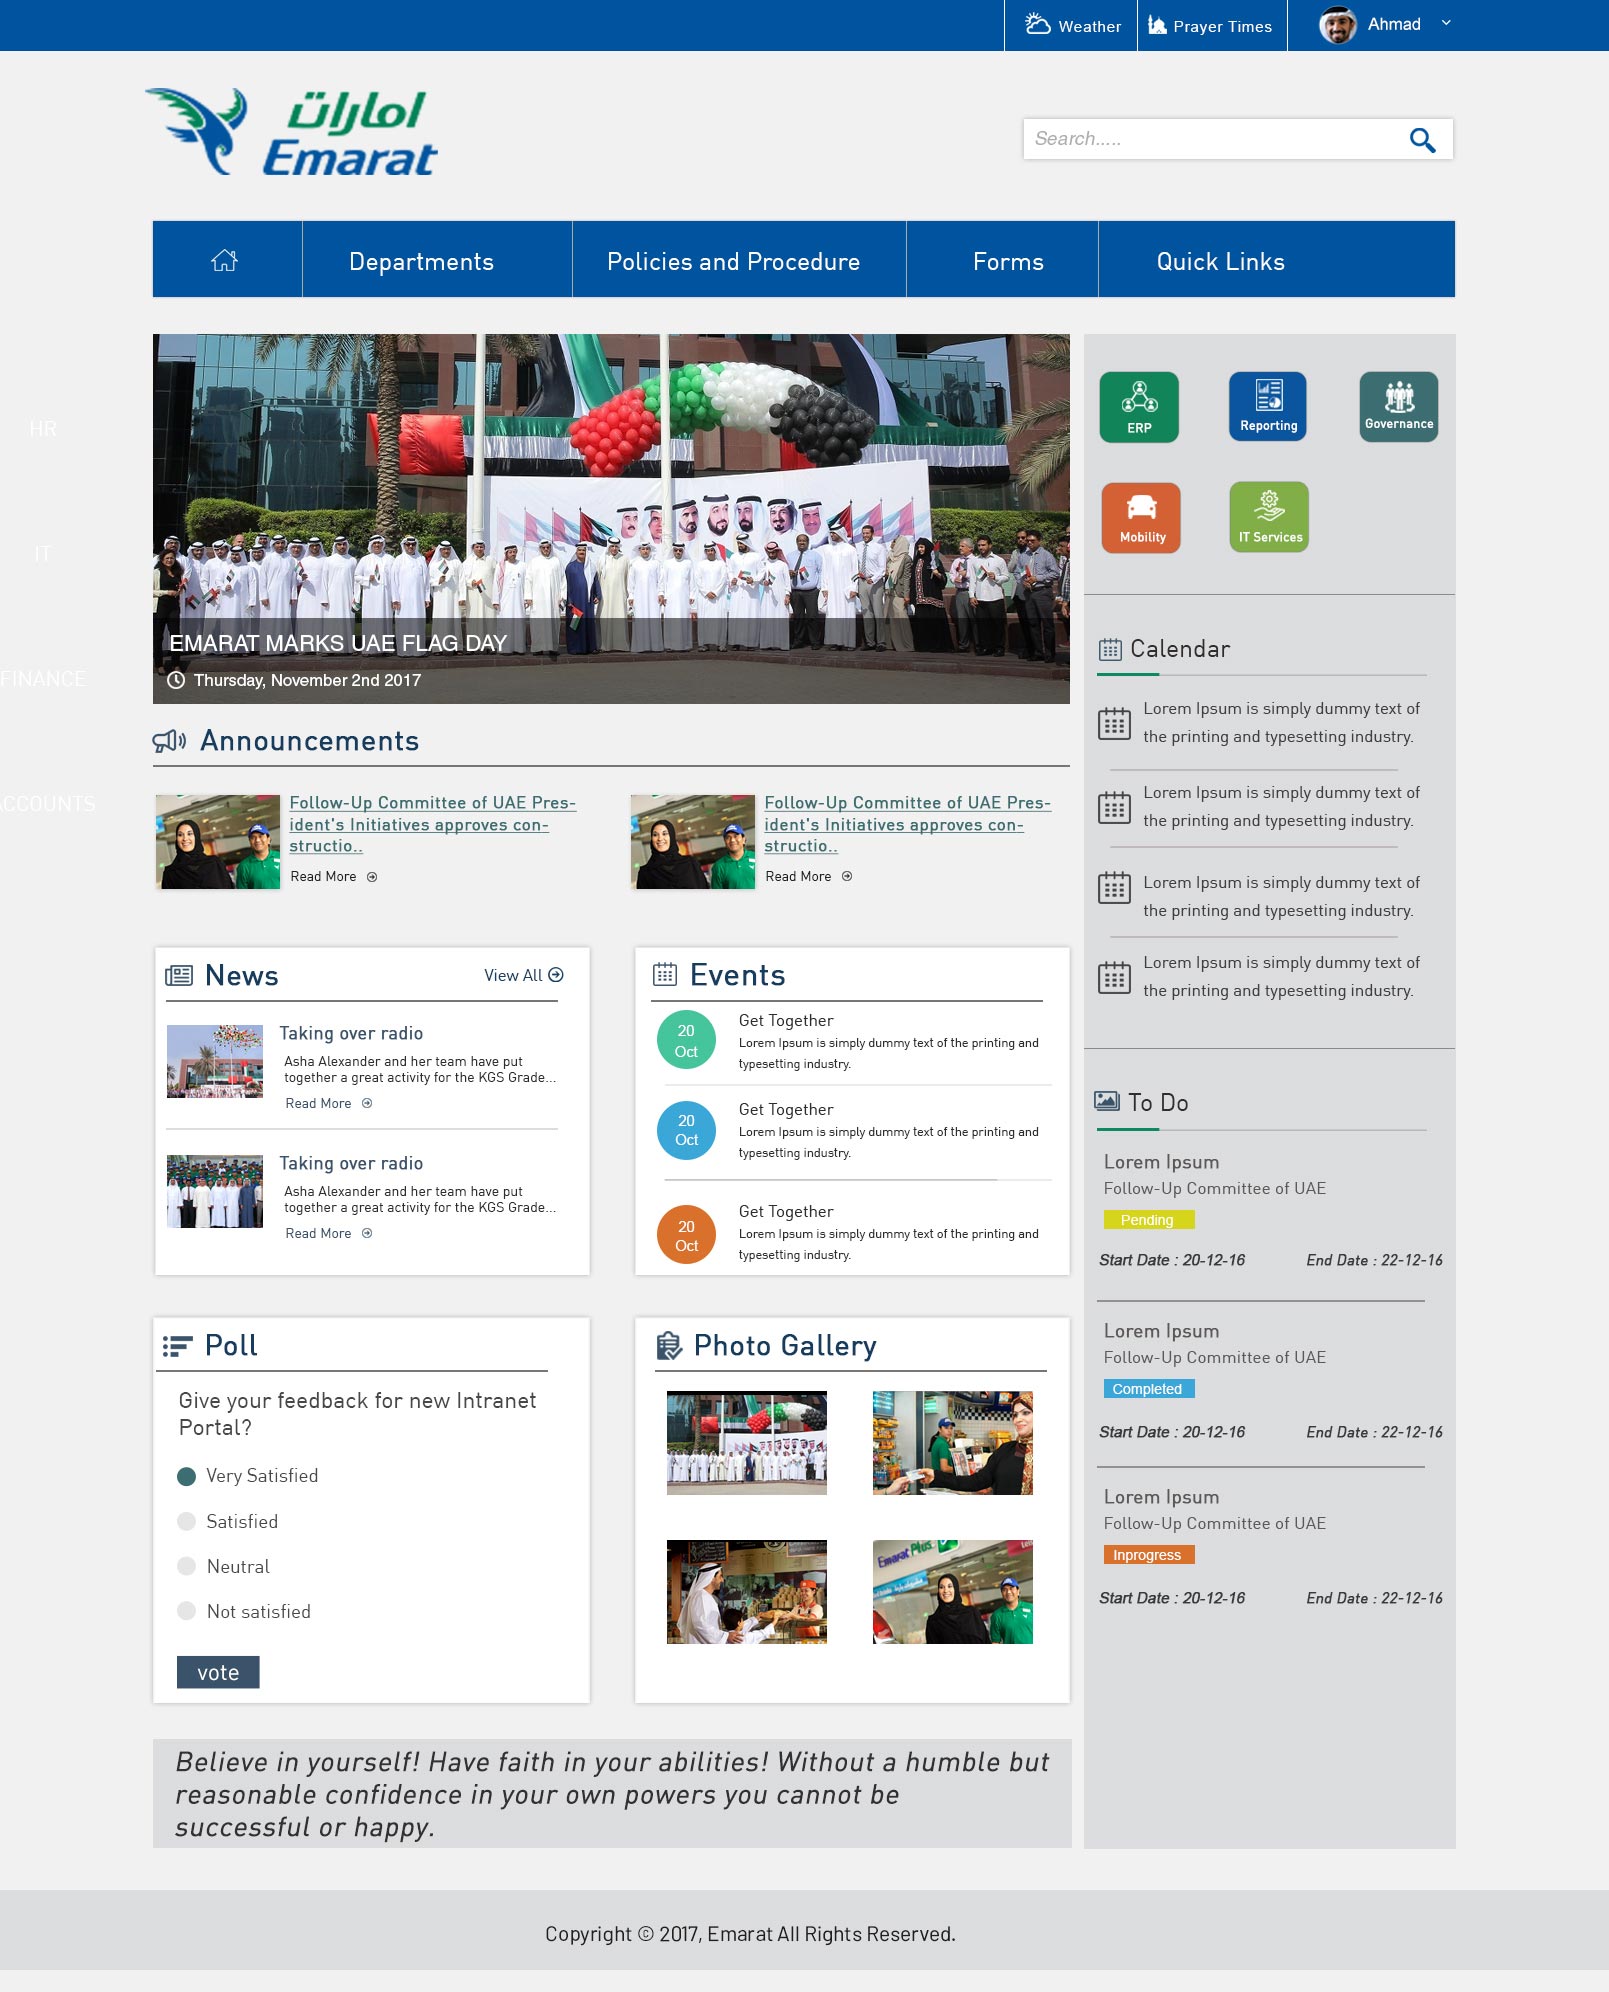 Weather
Prayer Times
Ahmad
امارات
Emarat
Search.....
Departments
Policies and Procedure
Forms
Quick Links
HR
IT
FINANCE
ACCOUNTS
EMARAT MARKS UAE FLAG DAY
Thursday, November 2nd 2017
ERP
Reporting
Governance
Mobility
IT Services
Announcements
Follow-Up Committee of UAE Pres-
ident's Initiatives approves con-
structio..
Read More
Follow-Up Committee of UAE Pres-
ident's Initiatives approves con-
structio..
Read More
Calendar
Lorem Ipsum is simply dummy text of
the printing and typesetting industry.
Lorem Ipsum is simply dummy text of
the printing and typesetting industry.
Lorem Ipsum is simply dummy text of
the printing and typesetting industry.
Lorem Ipsum is simply dummy text of
the printing and typesetting industry.
News
View All
Taking over radio
Asha Alexander and her team have put
together a great activity for the KGS Grade...
Read More
Taking over radio
Asha Alexander and her team have put
together a great activity for the KGS Grade...
Read More
Events
20
Oct
Get Together
Lorem Ipsum is simply dummy text of the printing and
typesetting industry.
20
Oct
Get Together
Lorem Ipsum is simply dummy text of the printing and
typesetting industry.
20
Oct
Get Together
Lorem Ipsum is simply dummy text of the printing and
typesetting industry.
To Do
Lorem Ipsum
Follow-Up Committee of UAE
Pending
Start Date : 20-12-16
End Date : 22-12-16
Lorem Ipsum
Follow-Up Committee of UAE
Completed
Start Date : 20-12-16
End Date : 22-12-16
Lorem Ipsum
Follow-Up Committee of UAE
Inprogress
Start Date : 20-12-16
End Date : 22-12-16
Poll
Give your feedback for new Intranet
Portal?
Very Satisfied
Satisfied
Neutral
Not satisfied
vote
Photo Gallery
Emarat Plus
Believe in yourself! Have faith in your abilities! Without a humble but
reasonable confidence in your own powers you cannot be
successful or happy.
Copyright © 2017, Emarat All Rights Reserved.